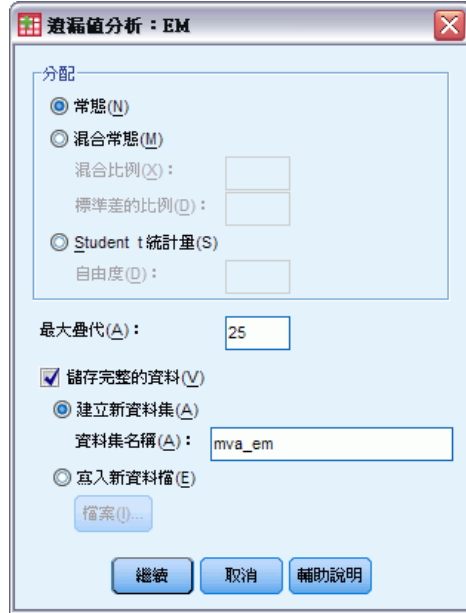 遺漏值分析：EM
分配
常態(N)
混合常態(M)
混合比例(X)：
標準差的比例(D)：
Student t 統計量(S)
自由度(D)：
最大疊代(A)： 25
儲存完整的資料(V)
建立新資料集(A)
資料集名稱(A)： mva_em
寫入新資料檔(E)
檔案(I)...
繼續 取消 輔助說明